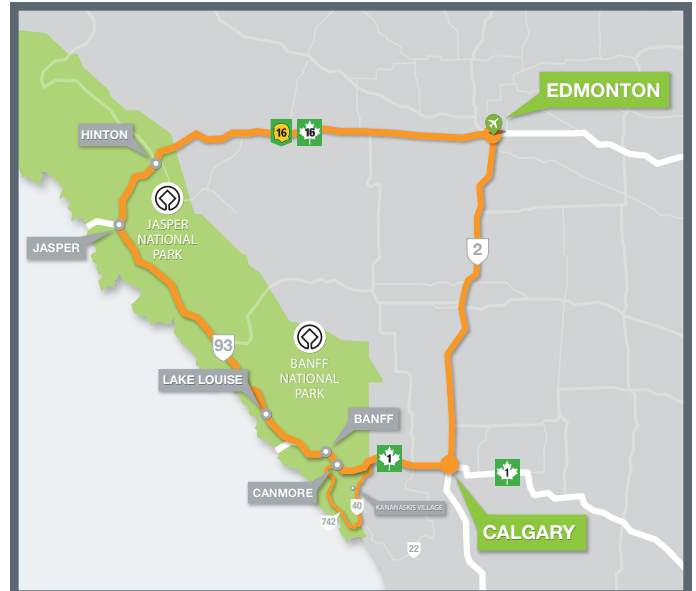 EDMONTON
16
16
HINTON
JASPER
NATIONAL
PARK
JASPER
2
93
BANFF
NATIONAL
PARK
LAKE LOUISE
BANFF
1
1
CANMORE
40
KANANASKIS VILLAGE
742
CALGARY
22